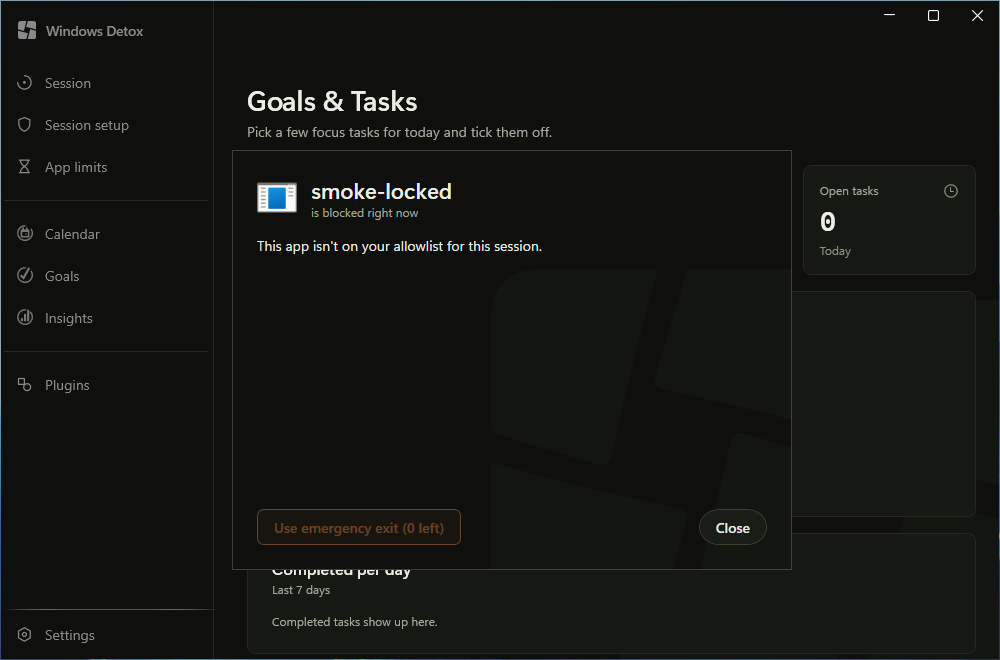 Windows Detox
Session
Session setup
App limits
Calendar
Goals
Insights
Plugins
Settings
Goals & Tasks
Pick a few focus tasks for today and tick them off.
smoke-locked
is blocked right now
This app isn't on your allowlist for this session.
Use emergency exit (0 left)
Close
Open tasks
0
Today
Completed per day
Last 7 days
Completed tasks show up here.